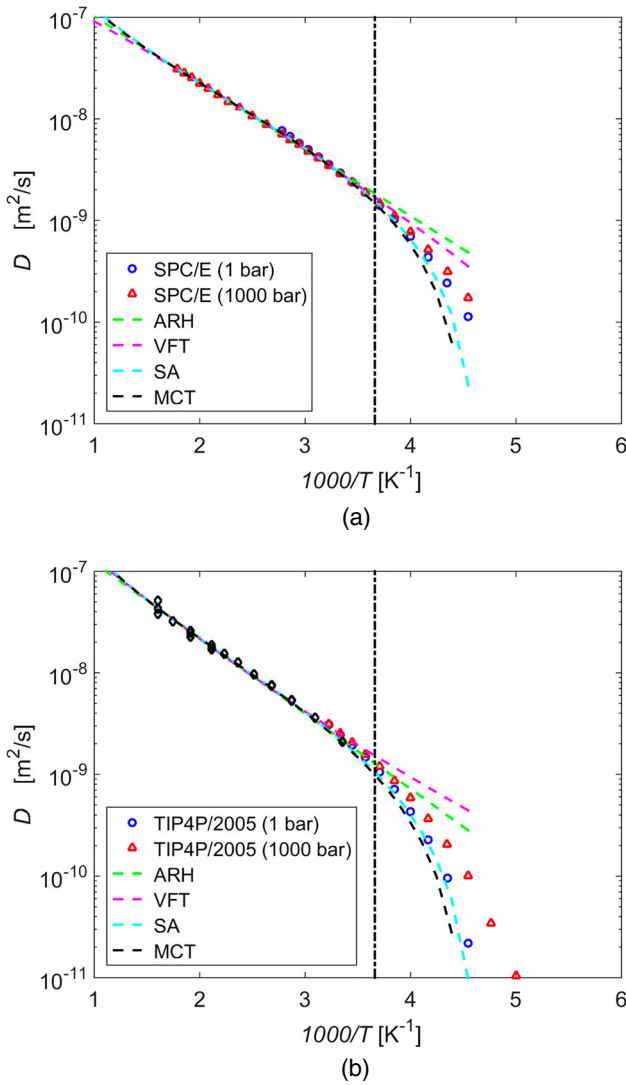 10^-7
10^-8
10^-9
10^-10
10^-11
D [m²/s]
SPC/E (1 bar)
SPC/E (1000 bar)
ARH
VFT
SA
MCT
1 2 3 4 5 6
1000/T [K^-1]
(a)
10^-7
10^-8
10^-9
10^-10
10^-11
D [m²/s]
TIP4P/2005 (1 bar)
TIP4P/2005 (1000 bar)
ARH
VFT
SA
MCT
1 2 3 4 5 6
1000/T [K^-1]
(b)